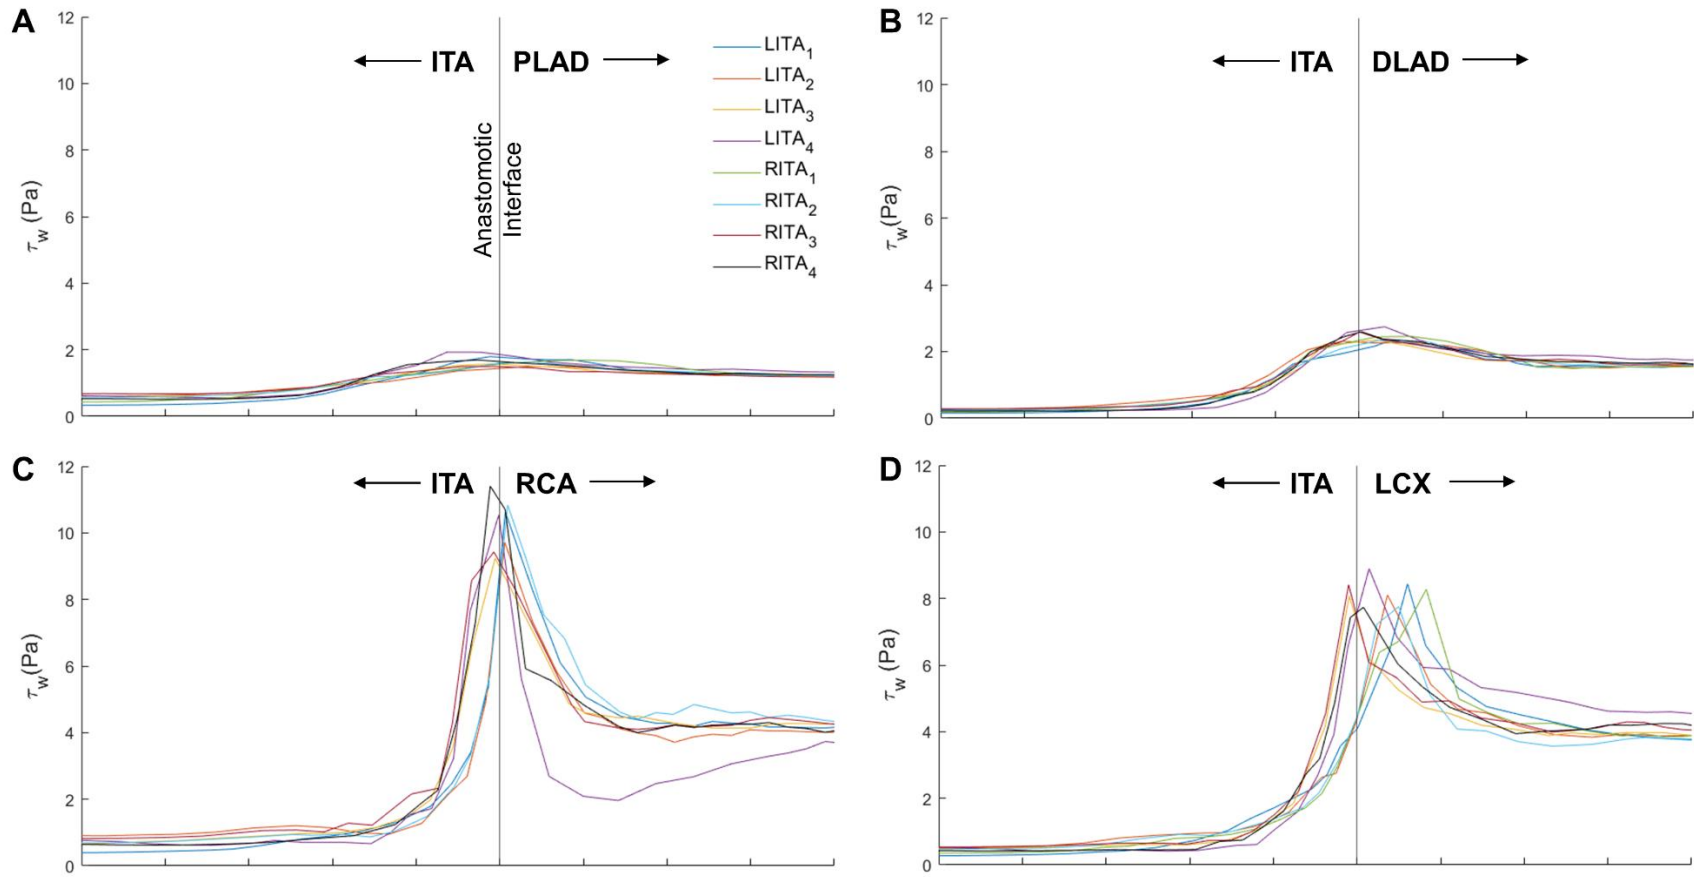 A
12
10
8
6
4
2
0
τw (Pa)
ITA
PLAD
Anastomotic
Interface
LITA1
LITA2
LITA3
LITA4
RITA1
RITA2
RITA3
RITA4
B
12
10
8
6
4
2
0
τw(Pa)
ITA
DLAD
C
12
10
8
6
4
2
0
τw(Pa)
ITA
RCA
D
12
10
8
6
4
2
0
τw(Pa)
ITA
LCX